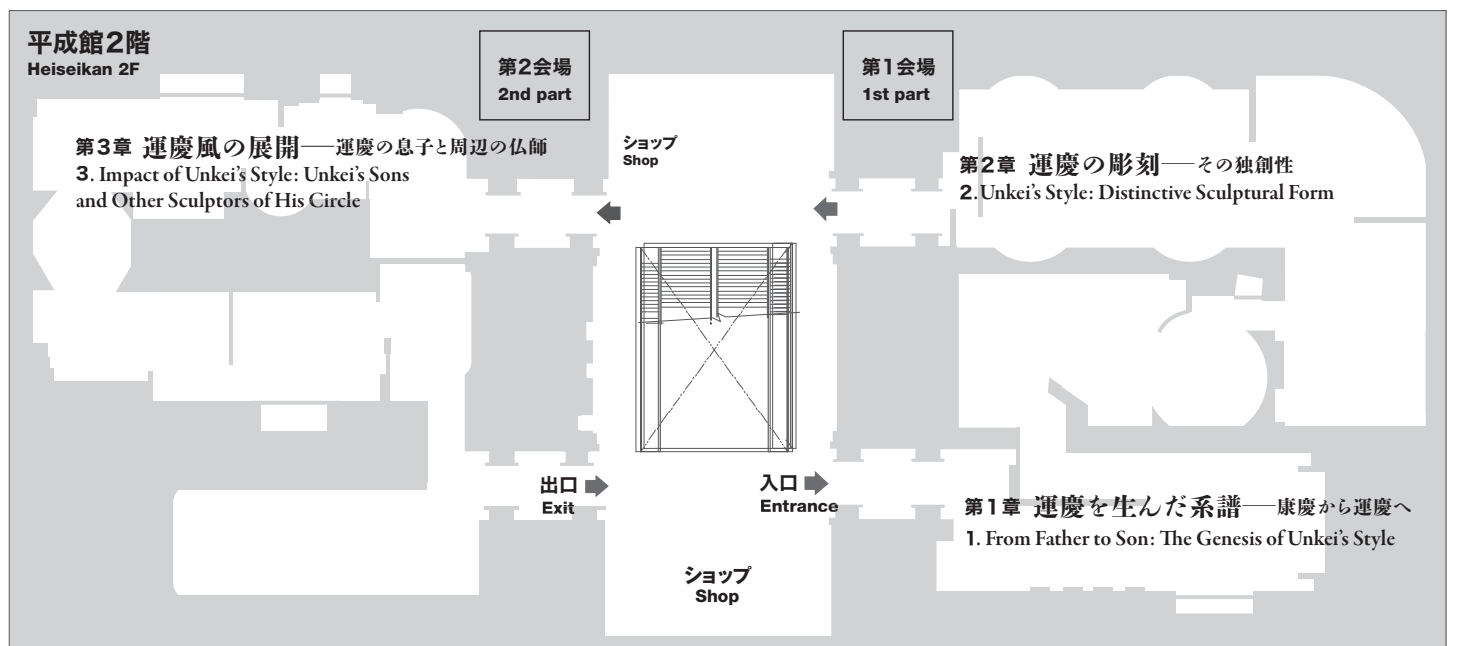 平成館2階
Heiseikan 2F
第2会場
2nd part
第1会場
1st part
第3章 運慶風の展開──運慶の息子と周辺の仏師
3. Impact of Unkei's Style: Unkei's Sons
and Other Sculptors of His Circle
ショップ
Shop
第2章 運慶の彫刻──その独創性
2.Unkei's Style: Distinctive Sculptural Form
出口
Exit
入口
Entrance
第1章 運慶を生んだ系譜──康慶から運慶へ
1. From Father to Son: The Genesis of Unkei's Style
ショップ
Shop